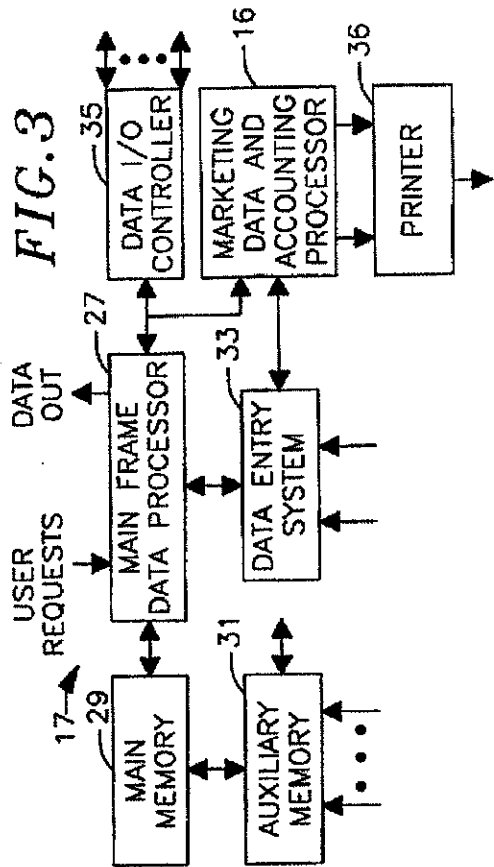 FIG.3
17
USER
REQUESTS
DATA
OUT
29
MAIN
MEMORY
27
MAIN FRAME
DATA PROCESSOR
35
DATA I/O
CONTROLLER
31
AUXILIARY
MEMORY
33
DATA ENTRY
SYSTEM
16
MARKETING
DATA AND
ACCOUNTING
PROCESSOR
36
PRINTER